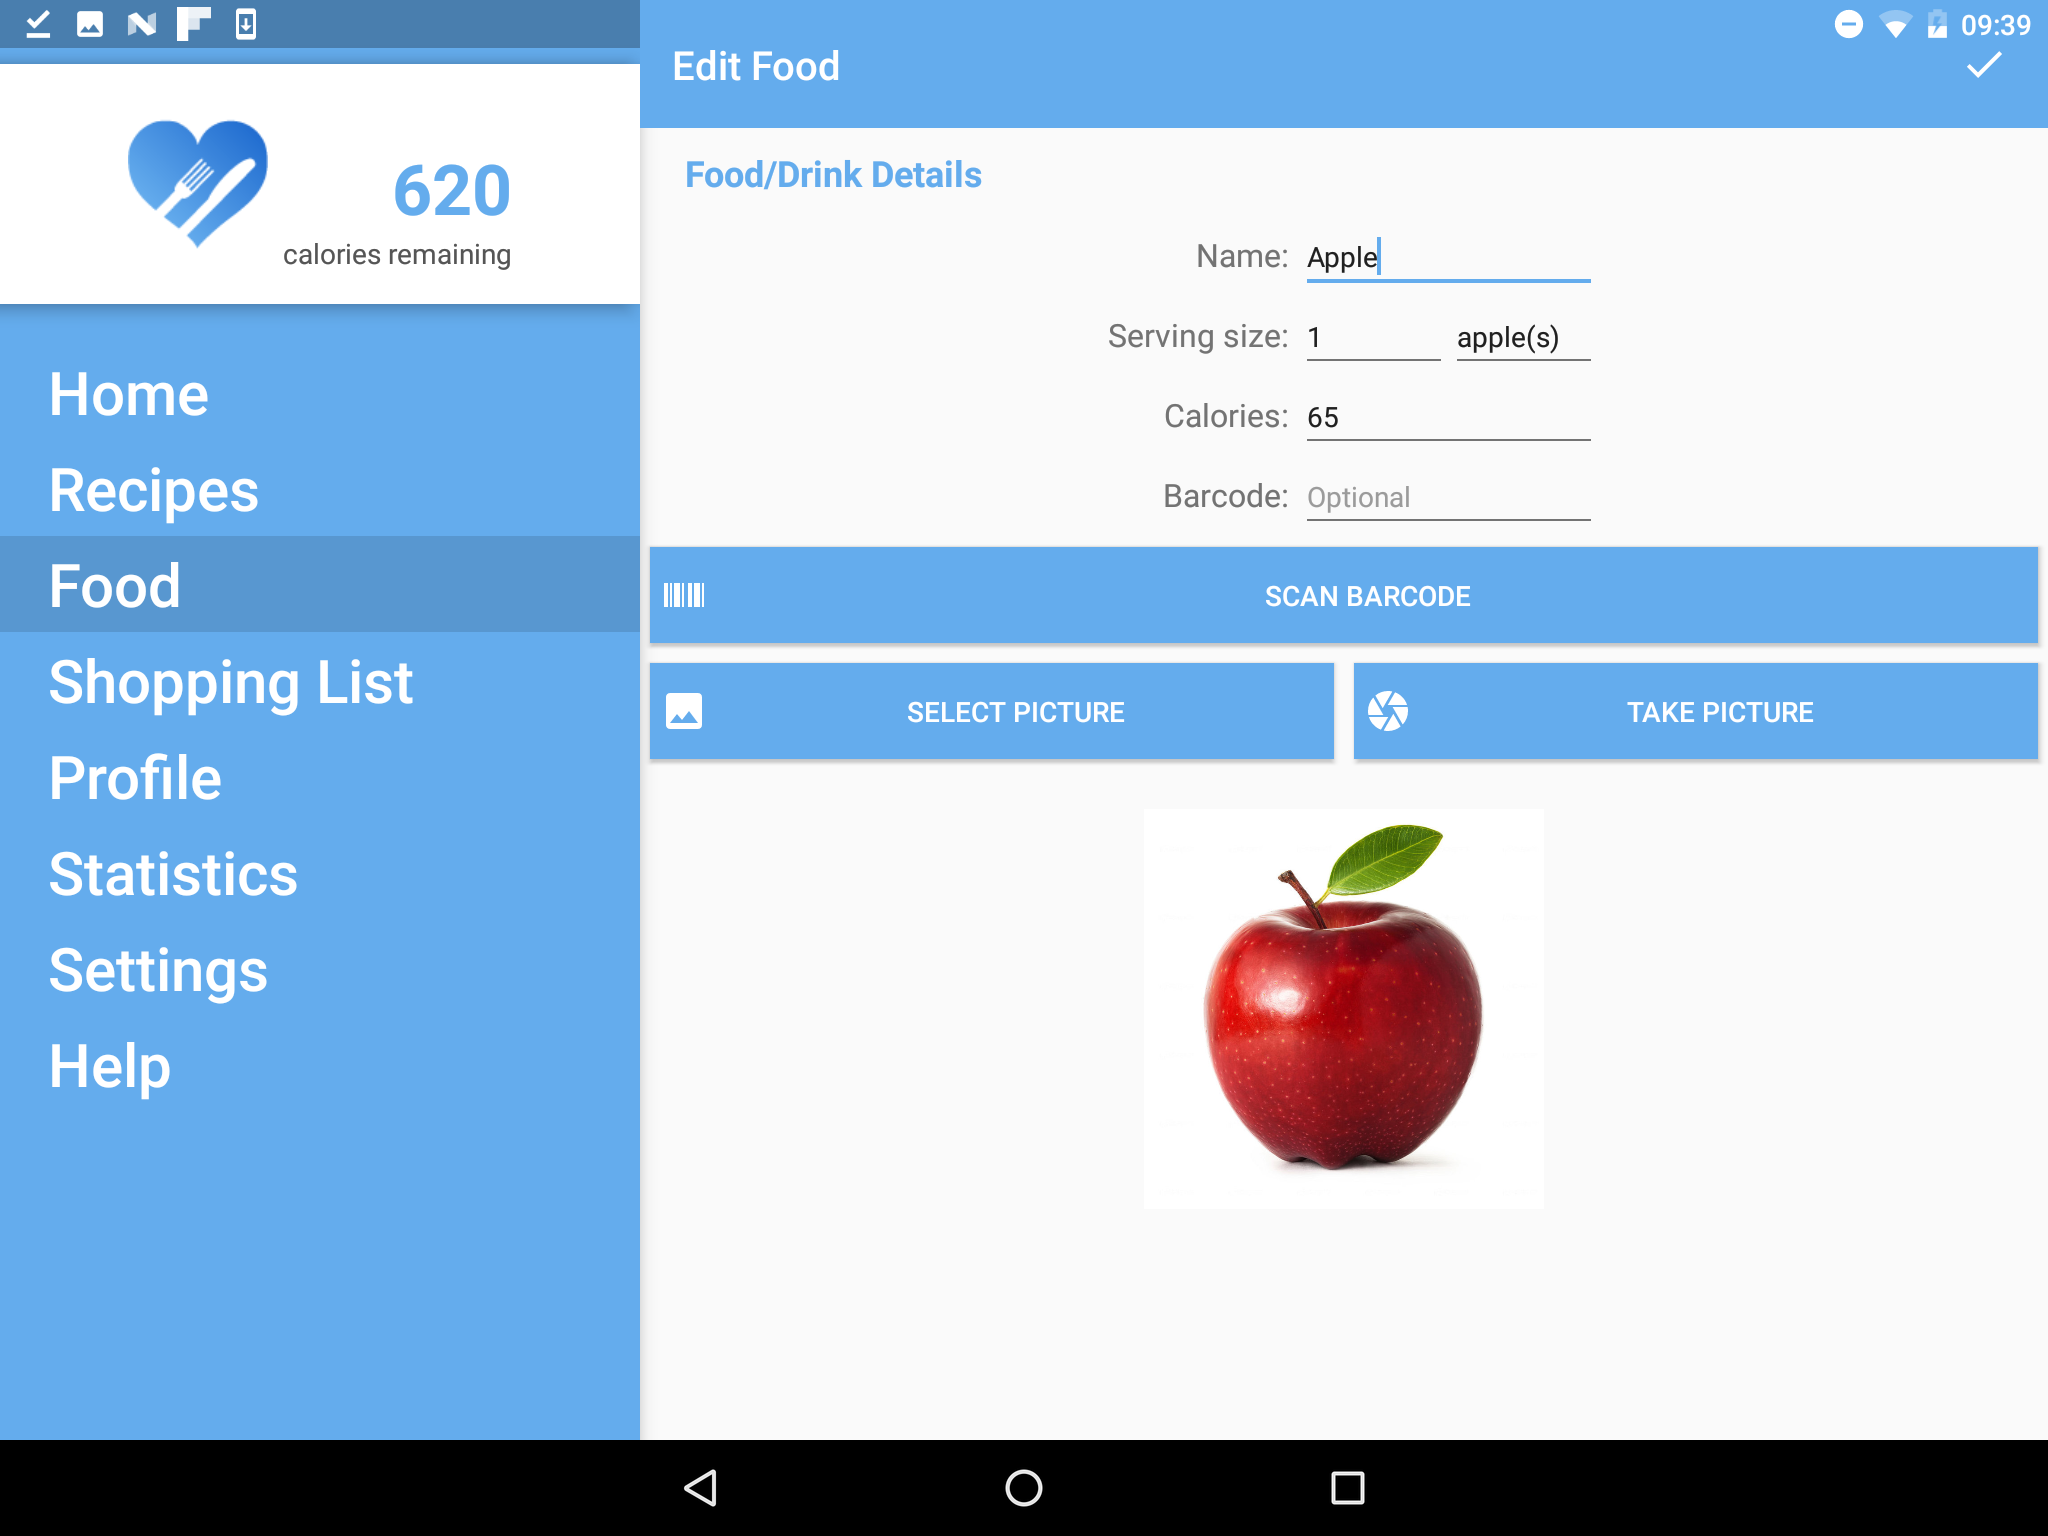 09:39
Edit Food
620
calories remaining
Home
Recipes
Food
Shopping List
Profile
Statistics
Settings
Help
Food/Drink Details
Name: Apple
Serving size: 1 apple(s)
Calories: 65
Barcode: Optional
SCAN BARCODE
SELECT PICTURE
TAKE PICTURE